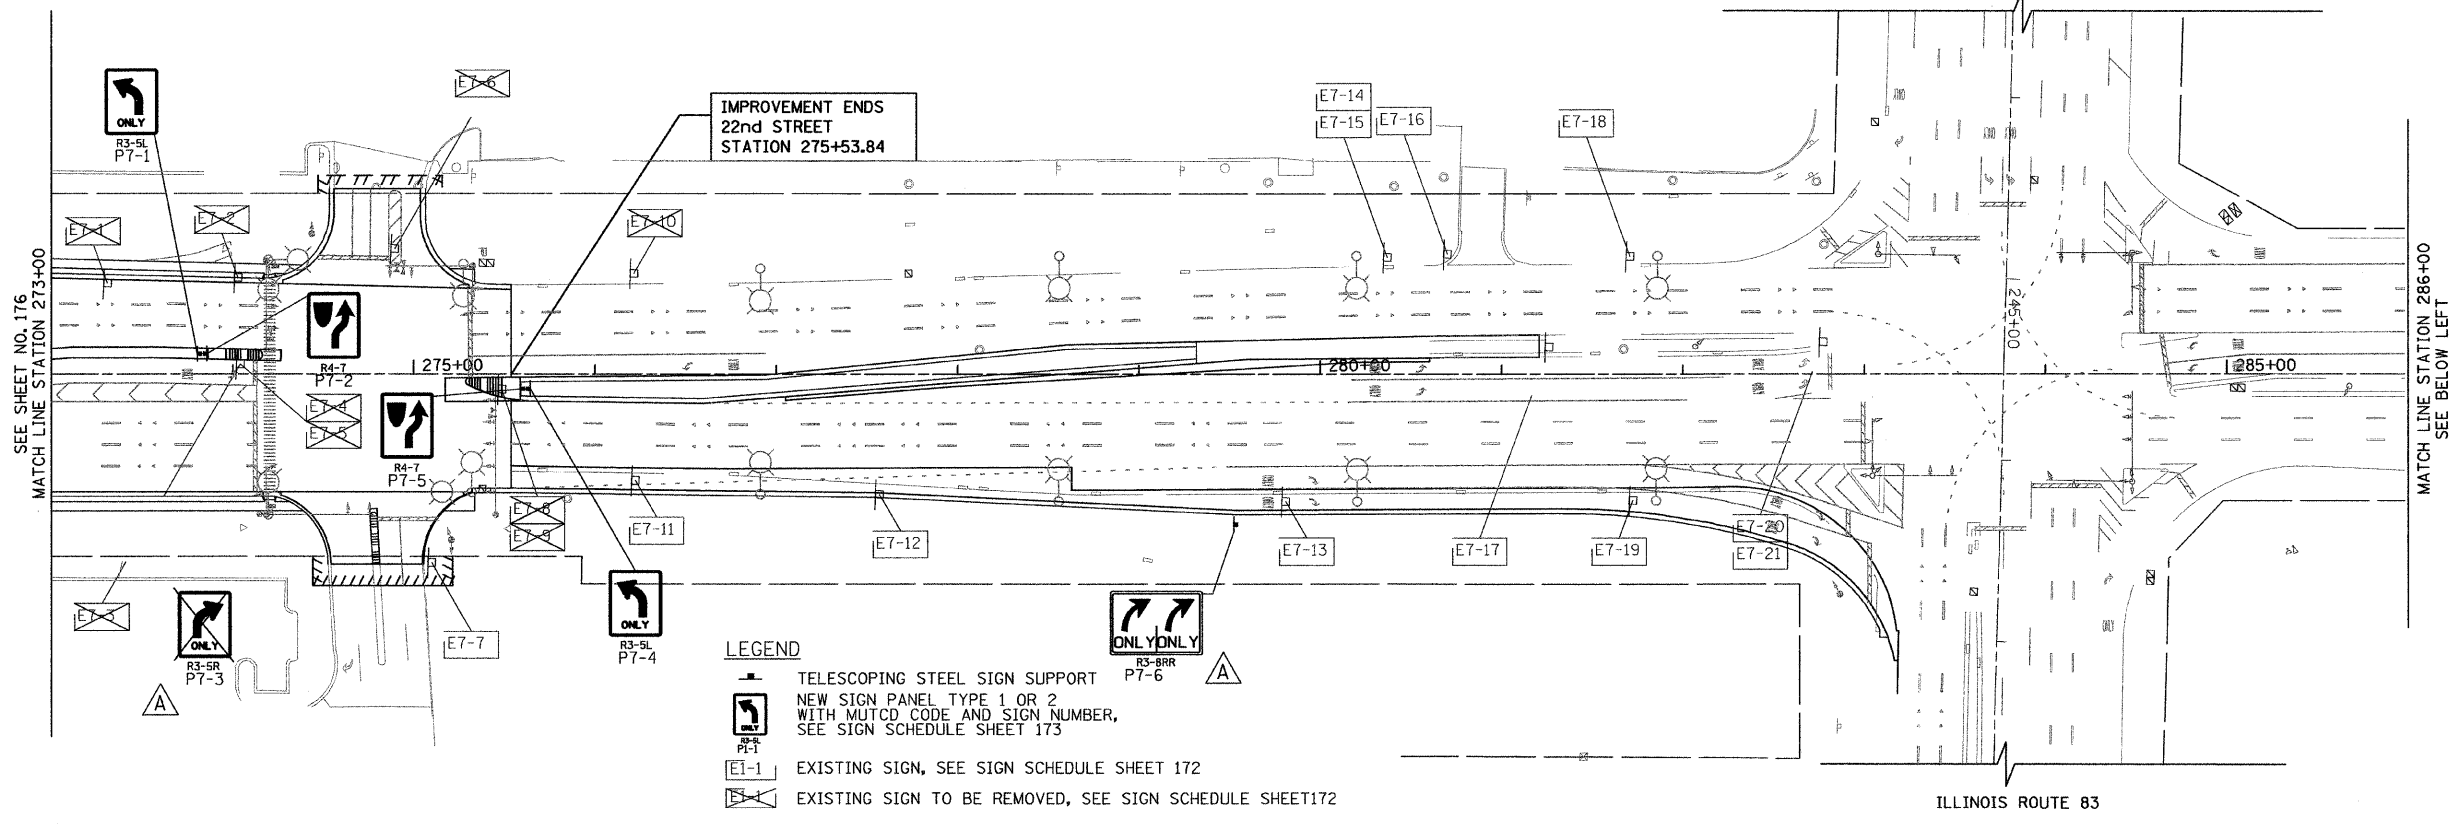 E7-6
ONLY
R3-5L
P7-1
IMPROVEMENT ENDS
22nd STREET
STATION 275+53.84
E7-14
E7-15
E7-16
E7-18
E7-1
E7-2
E7-10
SEE SHEET NO. 176
MATCH LINE STATION 273+00
R4-7
P7-2
275+00
280+00
245+00
285+00
MATCH LINE STATION 286+00
SEE BELOW LEFT
E7-4
E7-5
R4-7
P7-5
E7-8
E7-9
E7-11
E7-12
E7-13
E7-17
E7-19
E7-20
E7-21
E7-3
ONLY
R3-5R
P7-3
A
E7-7
ONLY
R3-5L
P7-4
ONLY ONLY
R3-8RR
P7-6
A
LEGEND
TELESCOPING STEEL SIGN SUPPORT
ONLY
R3-5L
P1-1
NEW SIGN PANEL TYPE 1 OR 2
WITH MUTCD CODE AND SIGN NUMBER,
SEE SIGN SCHEDULE SHEET 173
E1-1
EXISTING SIGN, SEE SIGN SCHEDULE SHEET 172
E1-1
EXISTING SIGN TO BE REMOVED, SEE SIGN SCHEDULE SHEET172
ILLINOIS ROUTE 83